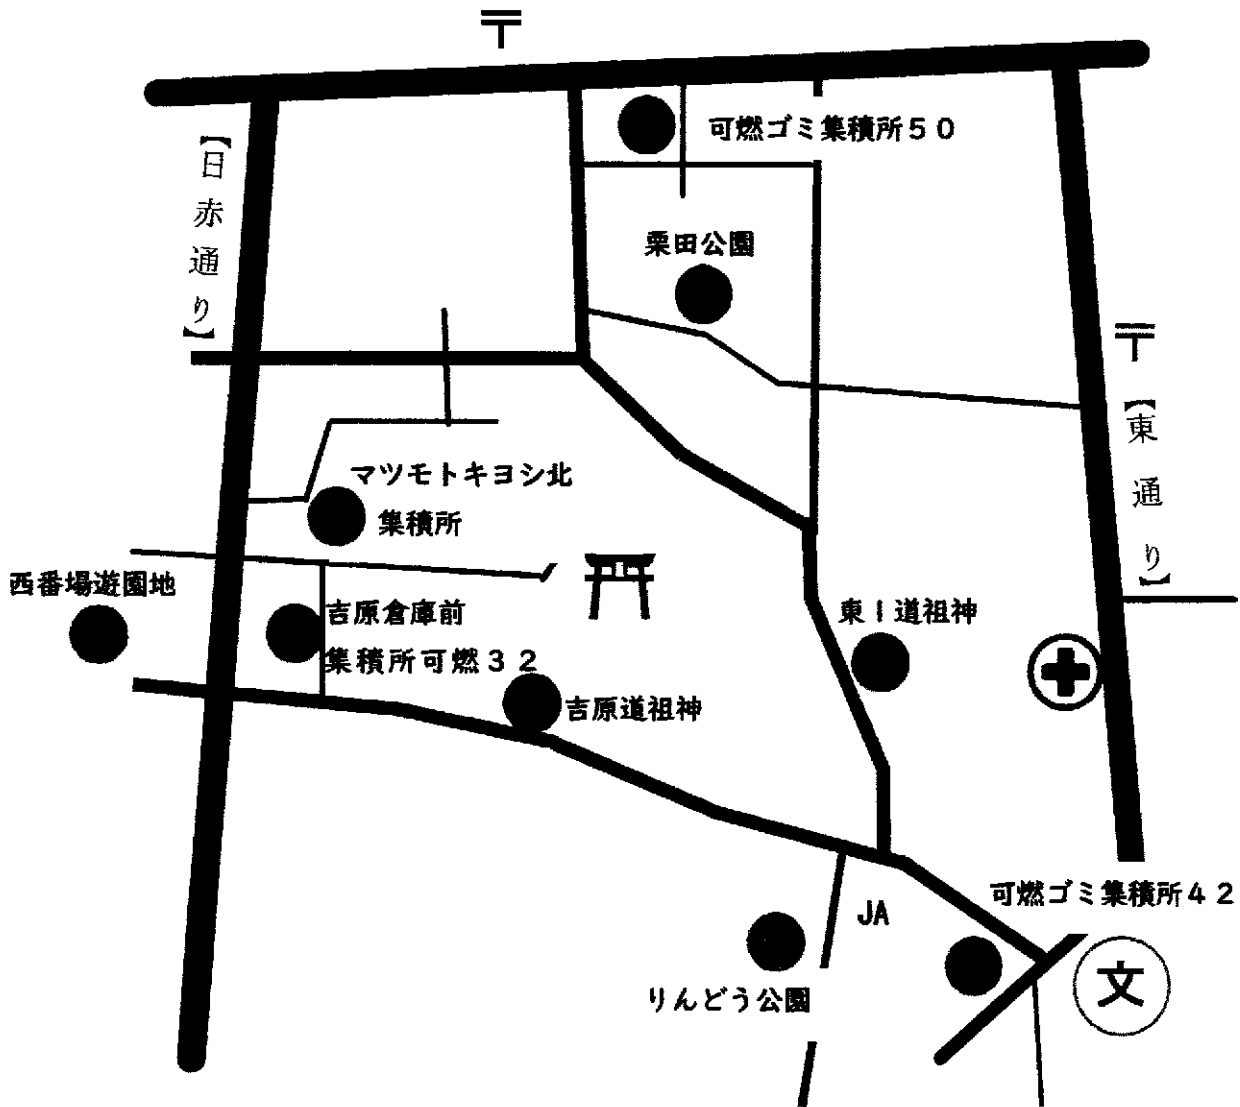 〒
可燃ゴミ集積所50
【日赤通り】
栗田公園
〒
【東通り】
マツモトキヨシ北
集積所
西番場遊園地
吉原倉庫前
集積所可燃32
東1道祖神
吉原道祖神
可燃ゴミ集積所42
JA
文
りんどう公園